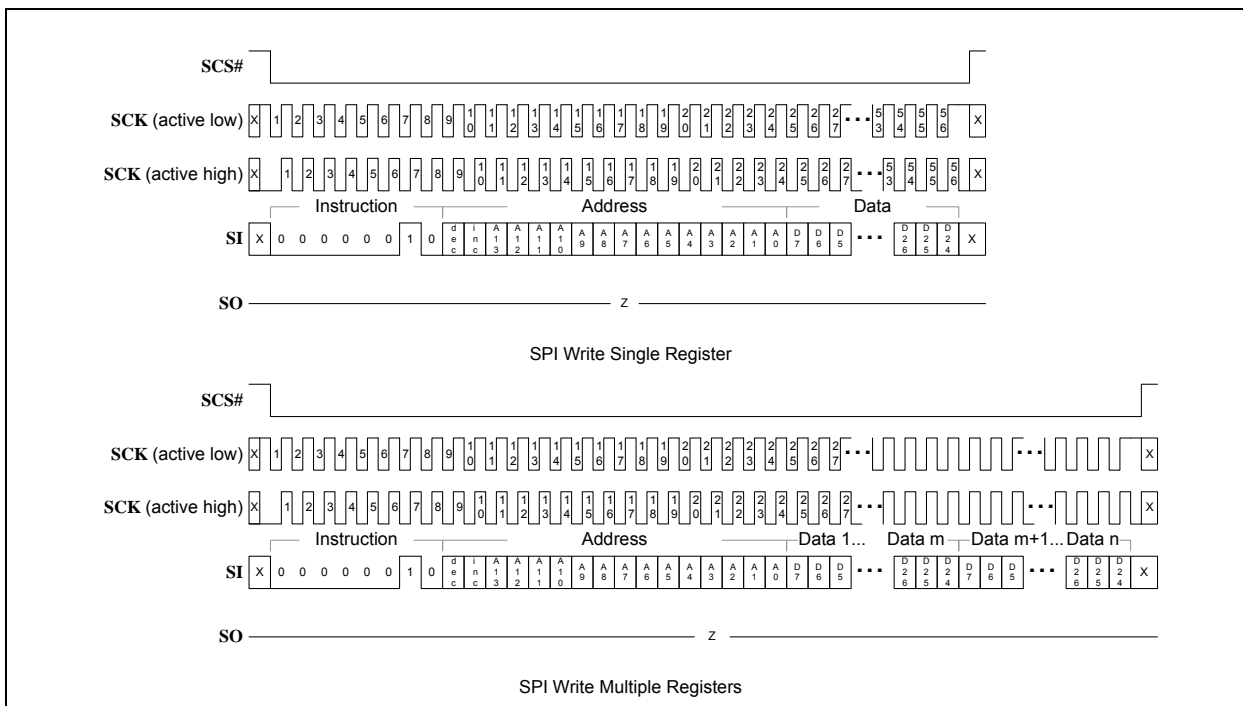 SCS#
SCK (active low) X 1 2 3 4 5 6 7 8 9 10 11 12 13 14 15 16 17 18 19 20 21 22 23 24 25 26 27 ... 53 54 55 56 X
SCK (active high) X 1 2 3 4 5 6 7 8 9 10 11 12 13 14 15 16 17 18 19 20 21 22 23 24 25 26 27 ... 53 54 55 56 X
Instruction Address Data
SI X 0 0 0 0 0 0 1 0 dec inc A13 A12 A11 A10 A9 A8 A7 A6 A5 A4 A3 A2 A1 A0 D7 D6 D5 ... D26 D25 D24 X
SO Z
SPI Write Single Register
SCS#
SCK (active low) X 1 2 3 4 5 6 7 8 9 10 11 12 13 14 15 16 17 18 19 20 21 22 23 24 25 26 27 ... ... X
SCK (active high) X 1 2 3 4 5 6 7 8 9 10 11 12 13 14 15 16 17 18 19 20 21 22 23 24 25 26 27 ... ... X
Instruction Address Data 1... Data m Data m+1... Data n
SI X 0 0 0 0 0 0 1 0 dec inc A13 A12 A11 A10 A9 A8 A7 A6 A5 A4 A3 A2 A1 A0 D7 D6 D5 ... D26 D25 D24 D7 D6 D5 ... D26 D25 D24 X
SO Z
SPI Write Multiple Registers